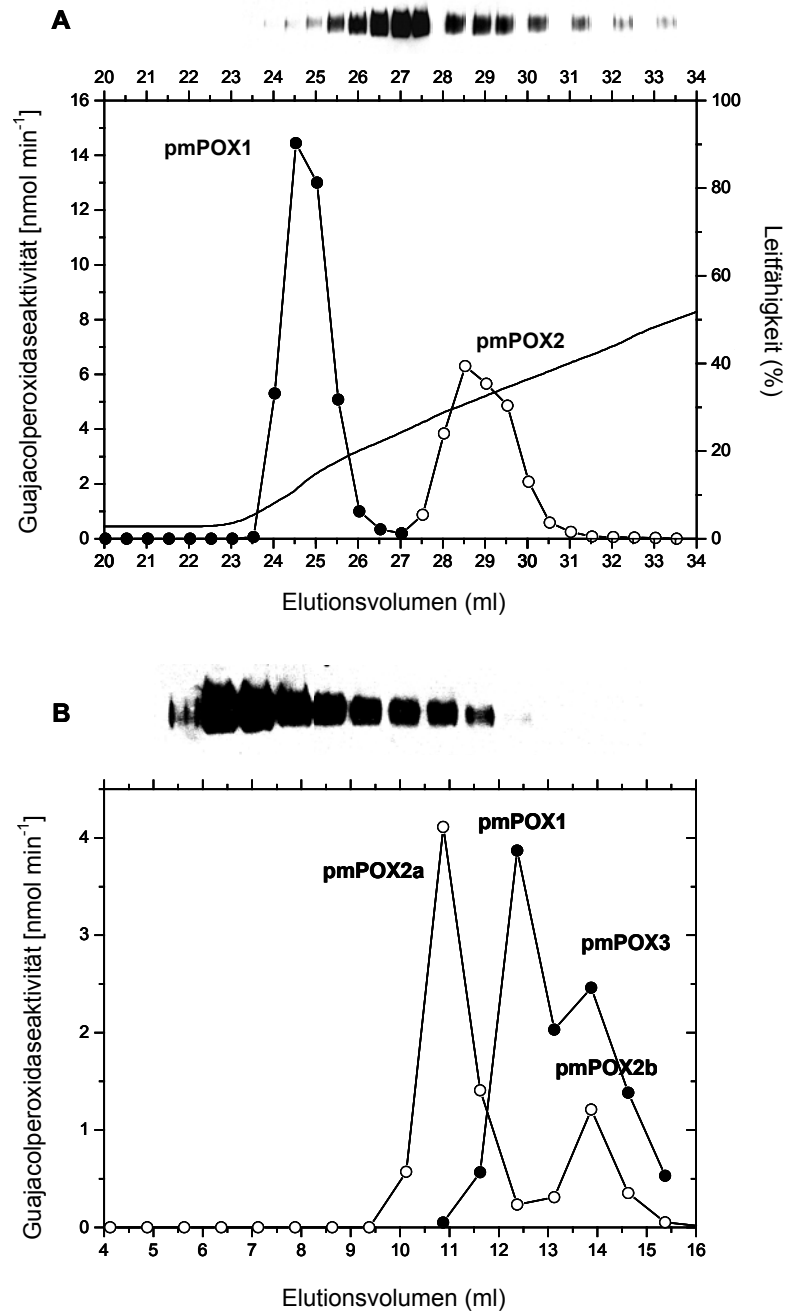 A
20 21 22 23 24 25 26 27 28 29 30 31 32 33 34
16 100
pmPOX1
14
80
12
10
60
8
pmPOX2
6
40
4
20
2
0 0
20 21 22 23 24 25 26 27 28 29 30 31 32 33 34
Guajacolperoxidaseaktivität [nmol min-1]
Leitfähigkeit (%)
Elutionsvolumen (ml)
B
pmPOX1
4
pmPOX2a
pmPOX3
3
2
pmPOX2b
1
0
4 5 6 7 8 9 10 11 12 13 14 15 16
Guajacolperoxidaseaktivität [nmol min-1]
Elutionsvolumen (ml)